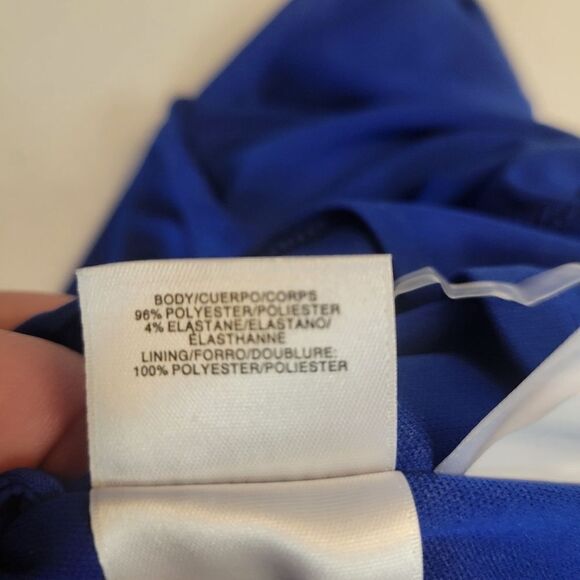 BODY/CUERPO/CORPS
96% POLYESTER/POLIESTER
4% ELASTANE/ELASTANO/
ÉLASTHANNE
LINING/FORRO/DOUBLURE:
100% POLYESTER/POLIESTER